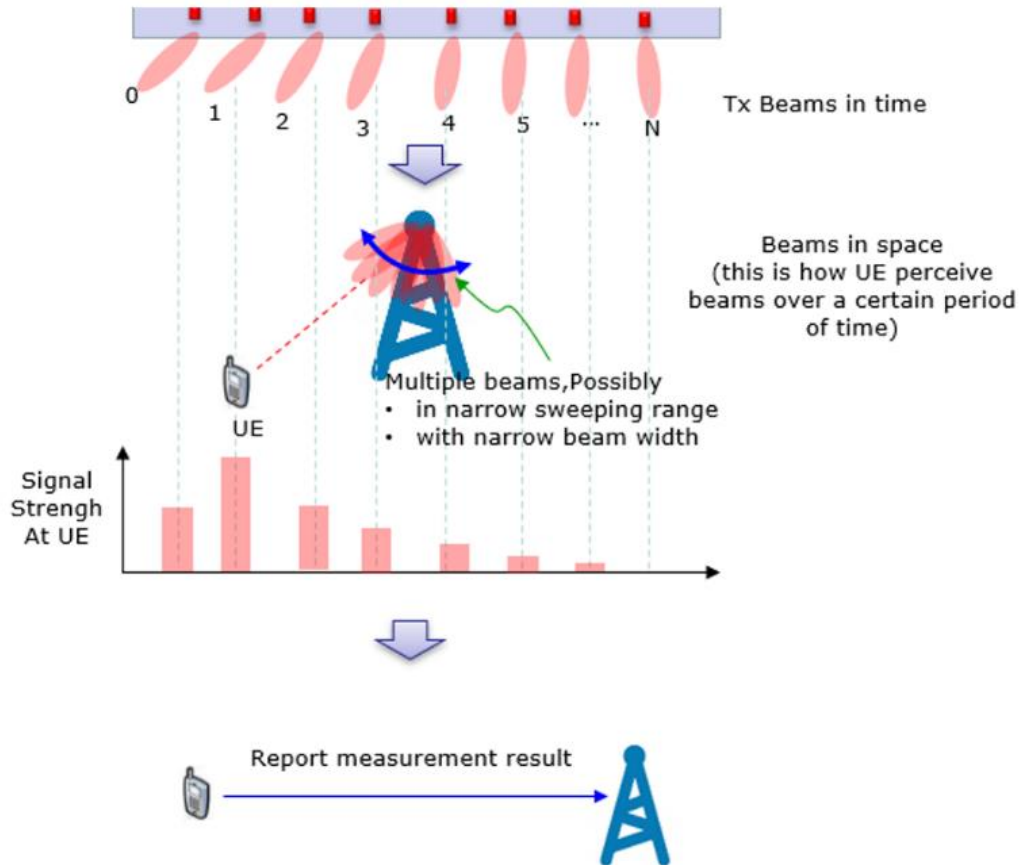 0
1
2
3
4
5
...
N
Tx Beams in time
Beams in space
(this is how UE perceive
beams over a certain period
of time)
Multiple beams,Possibly
• in narrow sweeping range
• with narrow beam width
UE
Signal
Strengh
At UE
Report measurement result